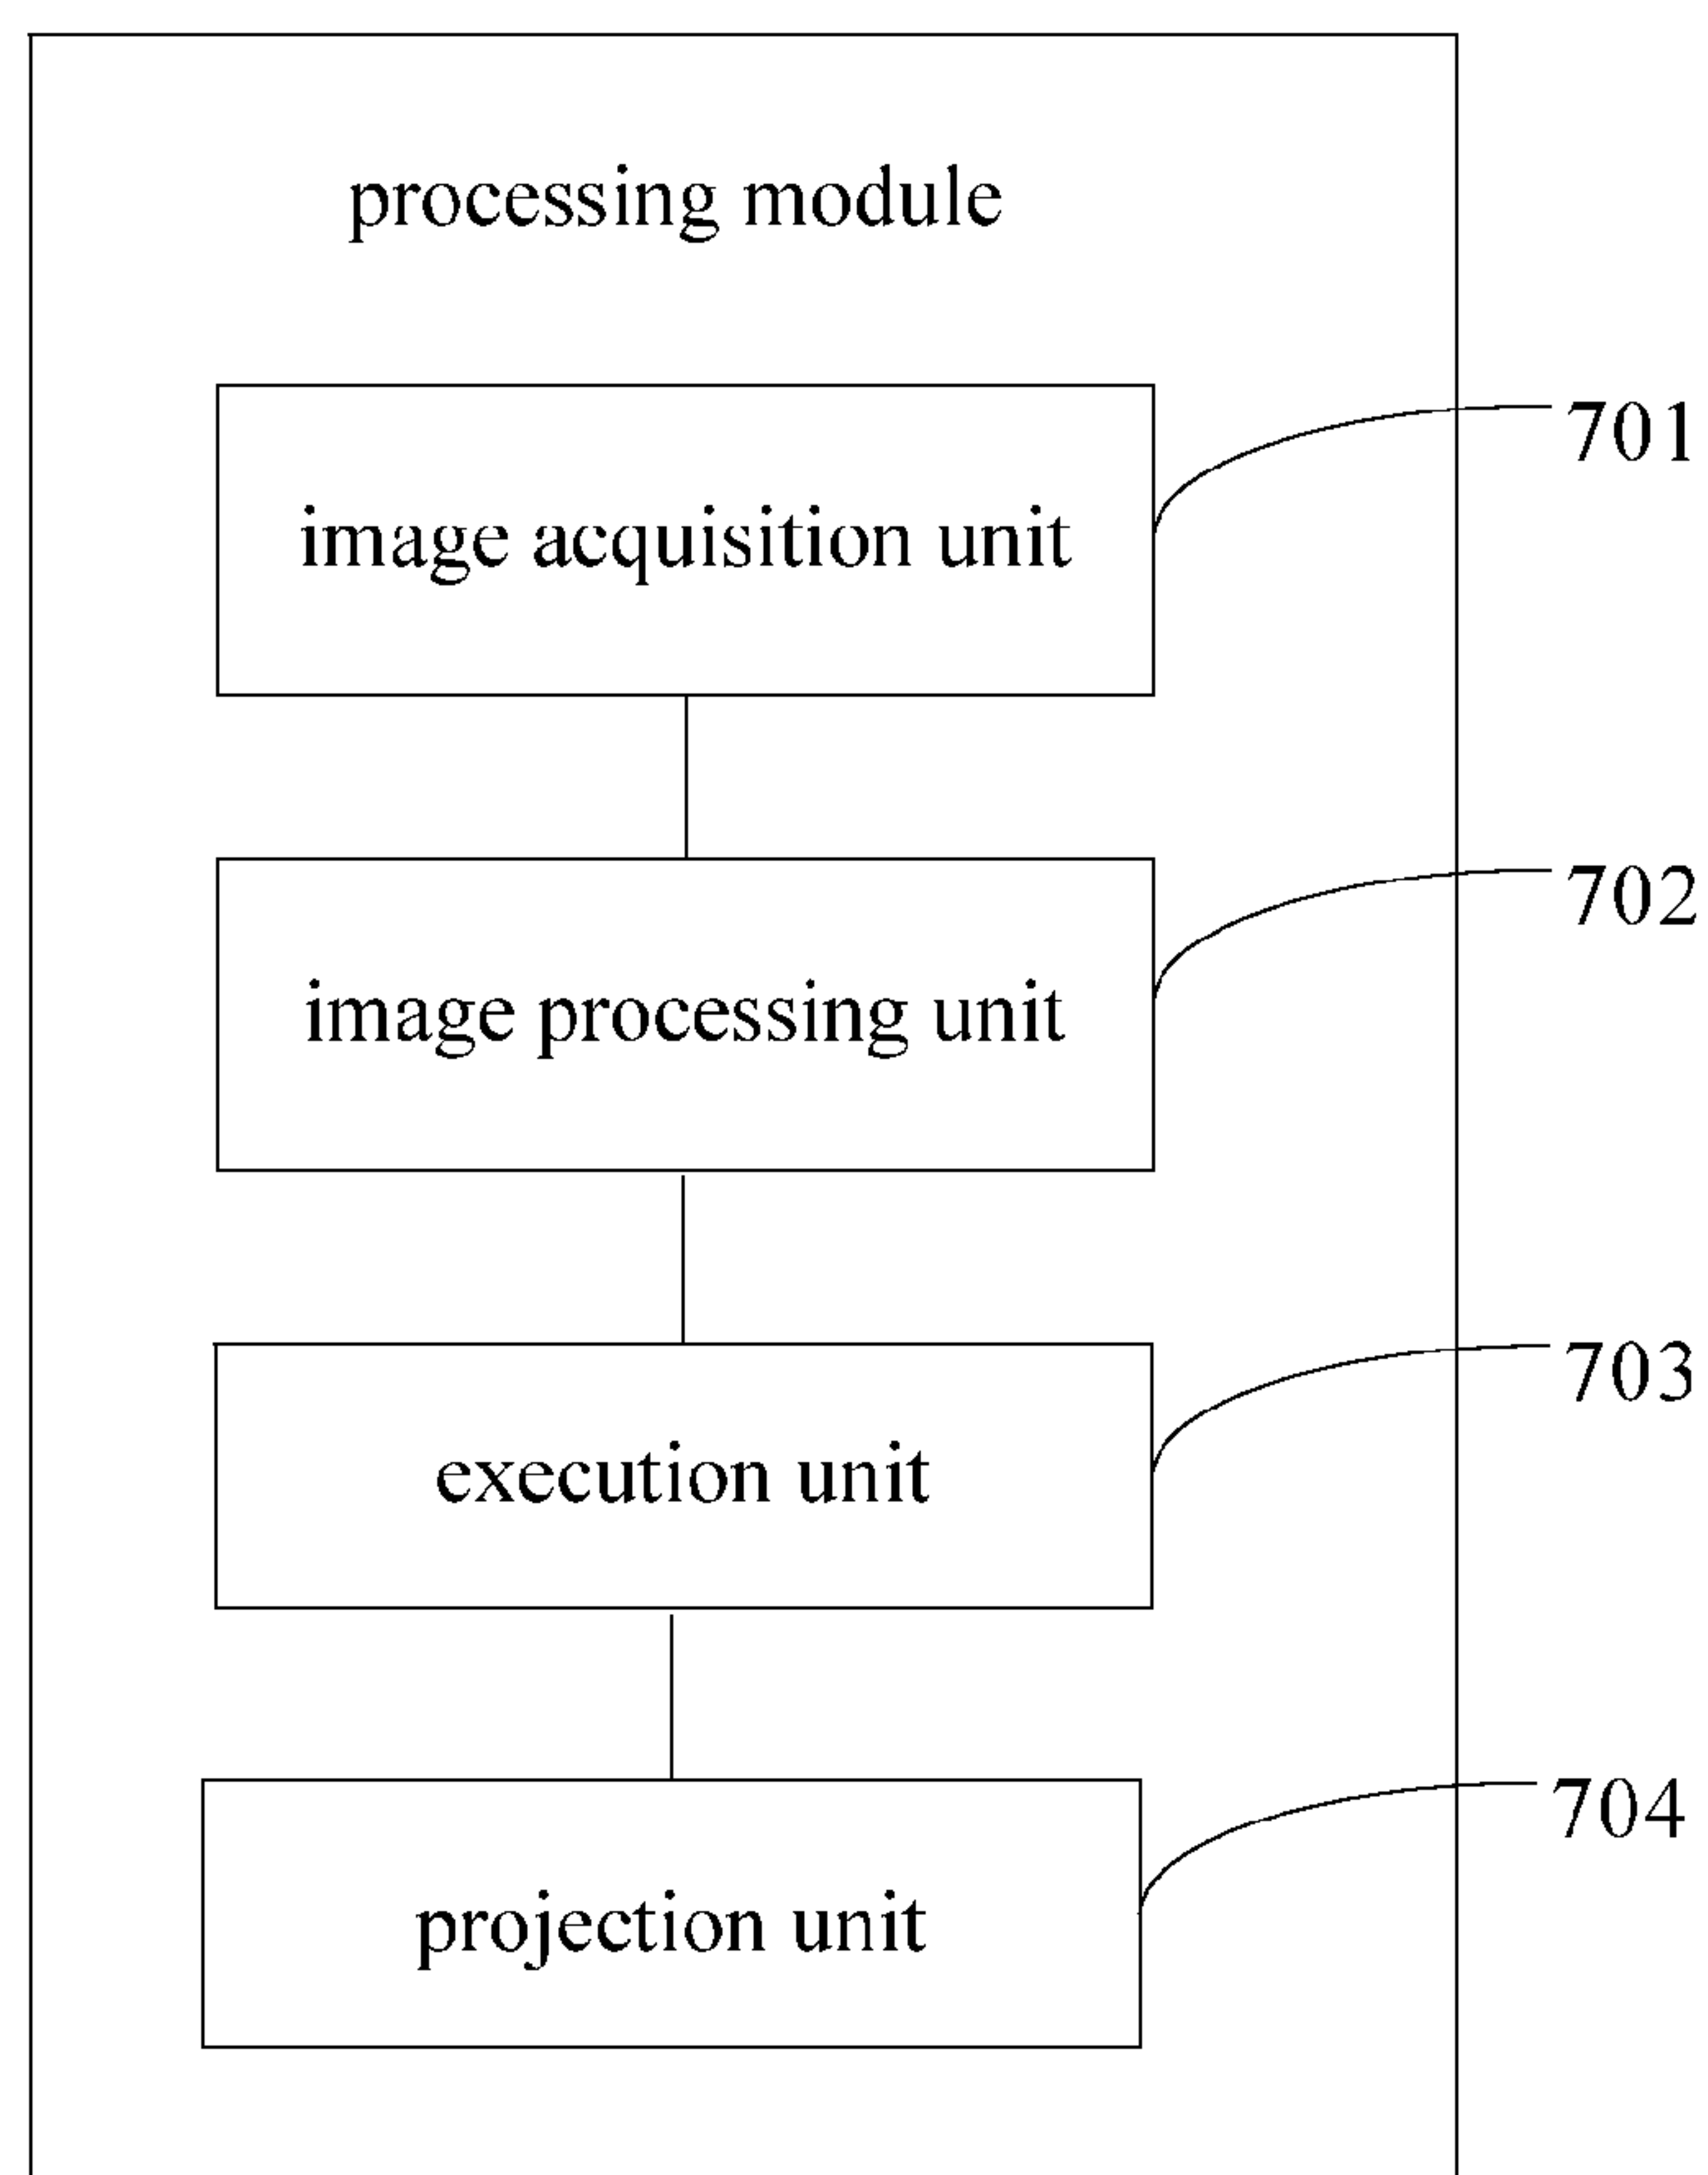 processing module
image acquisition unit
701
image processing unit
702
execution unit
703
projection unit
704